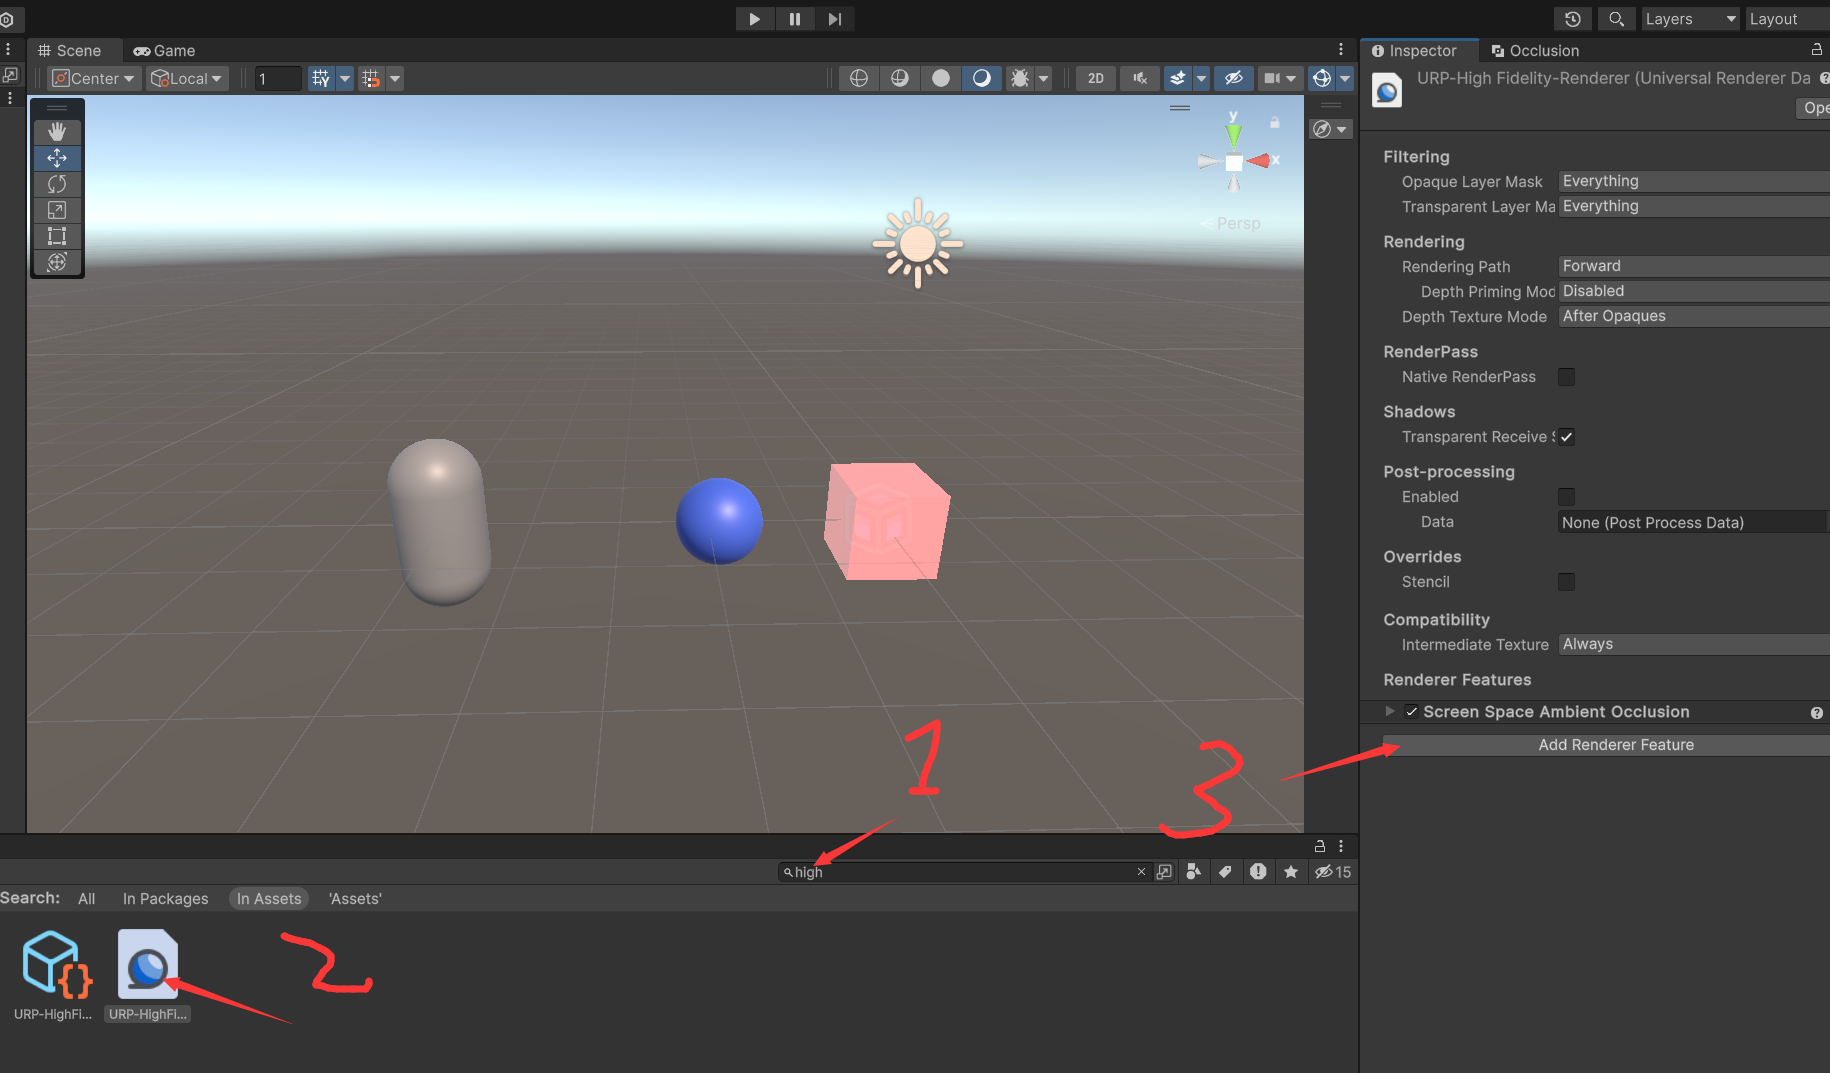 Layers
Layout
Scene
Game
Inspector
Occlusion
Center
Local
1
2D
URP-High Fidelity-Renderer (Universal Renderer Da
Ope
y
x
Persp
Filtering
Opaque Layer Mask
Everything
Transparent Layer Ma
Everything
Rendering
Rendering Path
Forward
Depth Priming Mod
Disabled
Depth Texture Mode
After Opaques
RenderPass
Native RenderPass
Shadows
Transparent Receive S
Post-processing
Enabled
Data
None (Post Process Data)
Overrides
Stencil
Compatibility
Intermediate Texture
Always
Renderer Features
Screen Space Ambient Occlusion
Add Renderer Feature
1
3
high
15
Search:
All
In Packages
In Assets
'Assets'
2
URP-HighFi...
URP-HighFi...